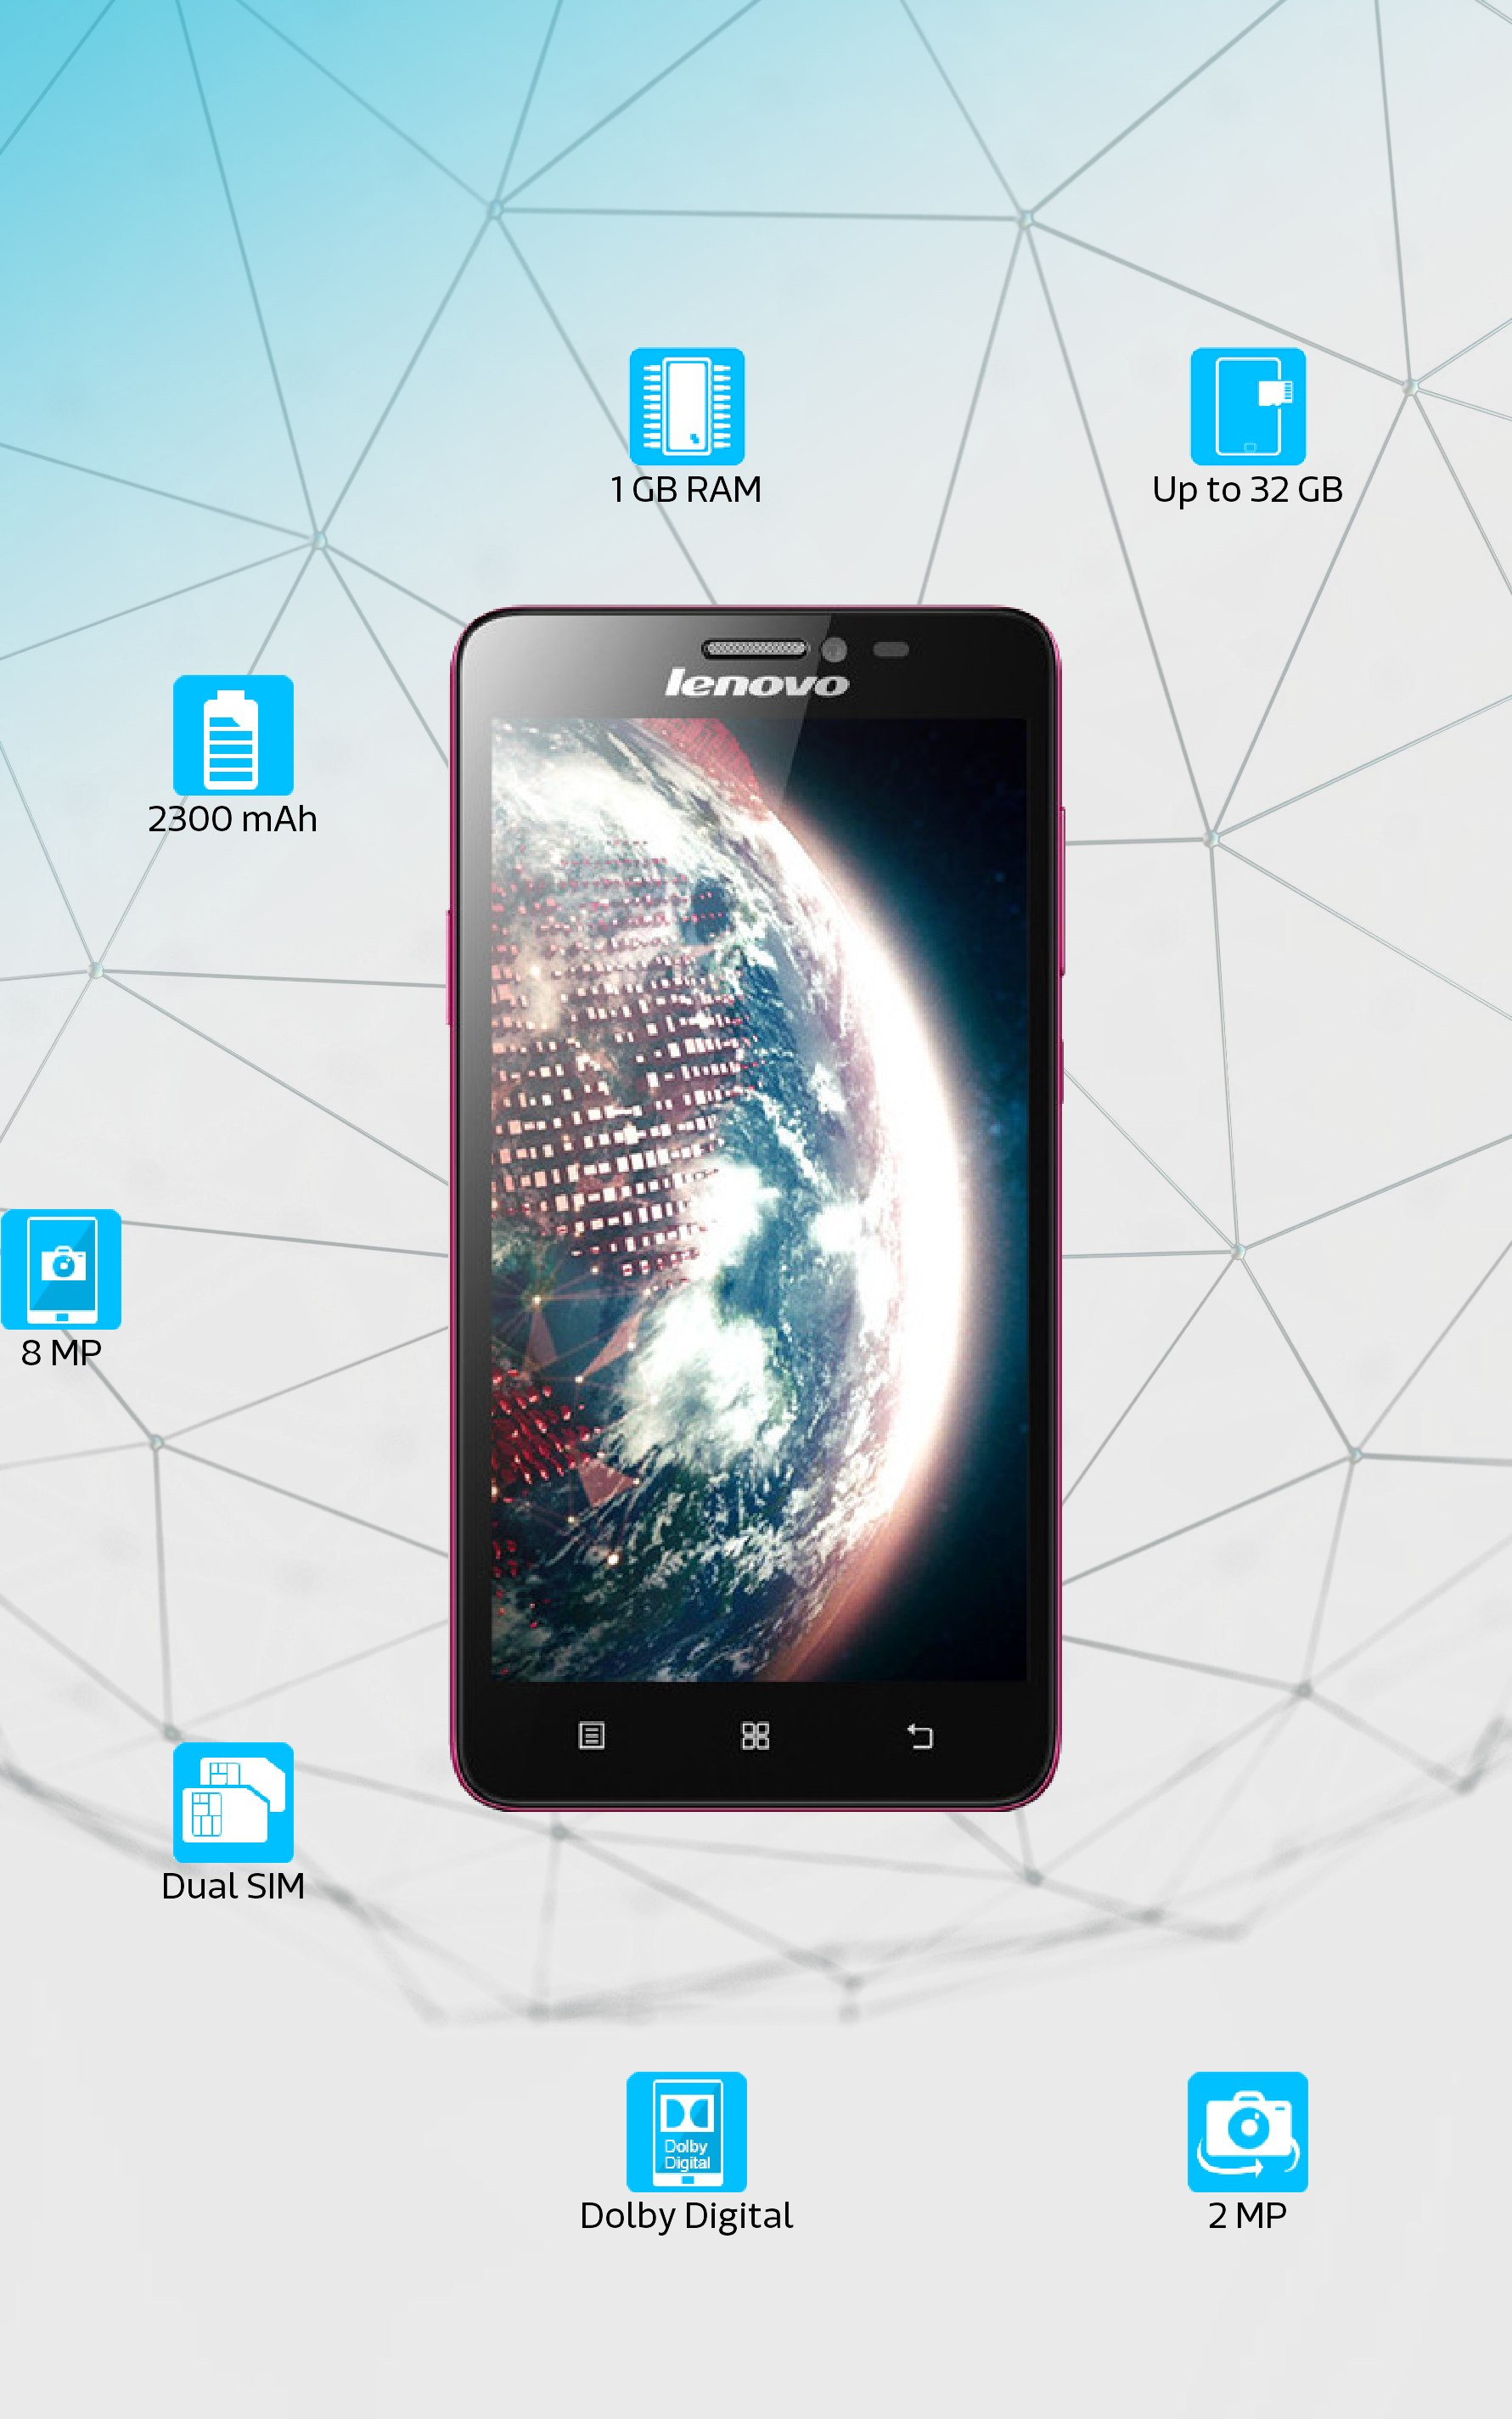 1 GB RAM
Up to 32 GB
lenovo
2300 mAh
8 MP
Dual SIM
Dolby
Digital
Dolby Digital
2 MP